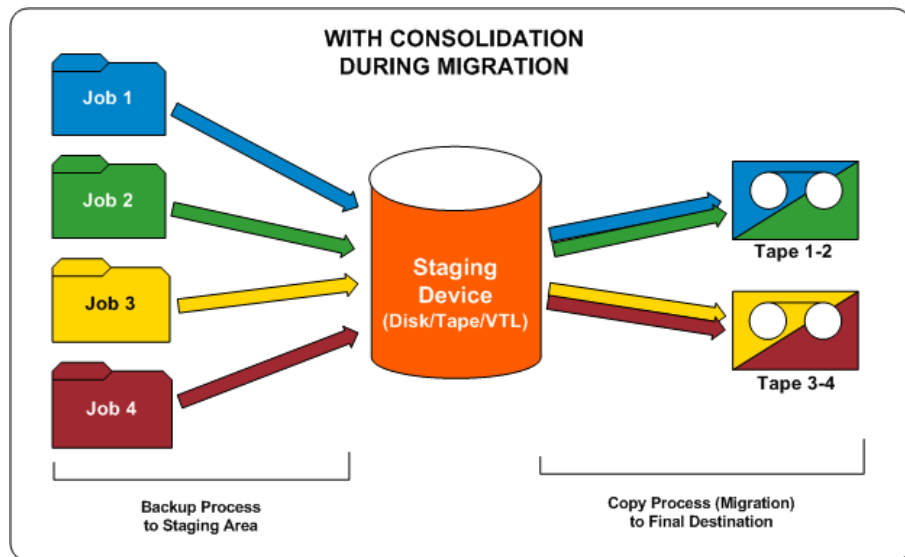 WITH CONSOLIDATION
DURING MIGRATION
Job 1
Job 2
Job 3
Job 4
Staging
Device
(Disk/Tape/VTL)
Tape 1-2
Tape 3-4
Backup Process
to Staging Area
Copy Process (Migration)
to Final Destination